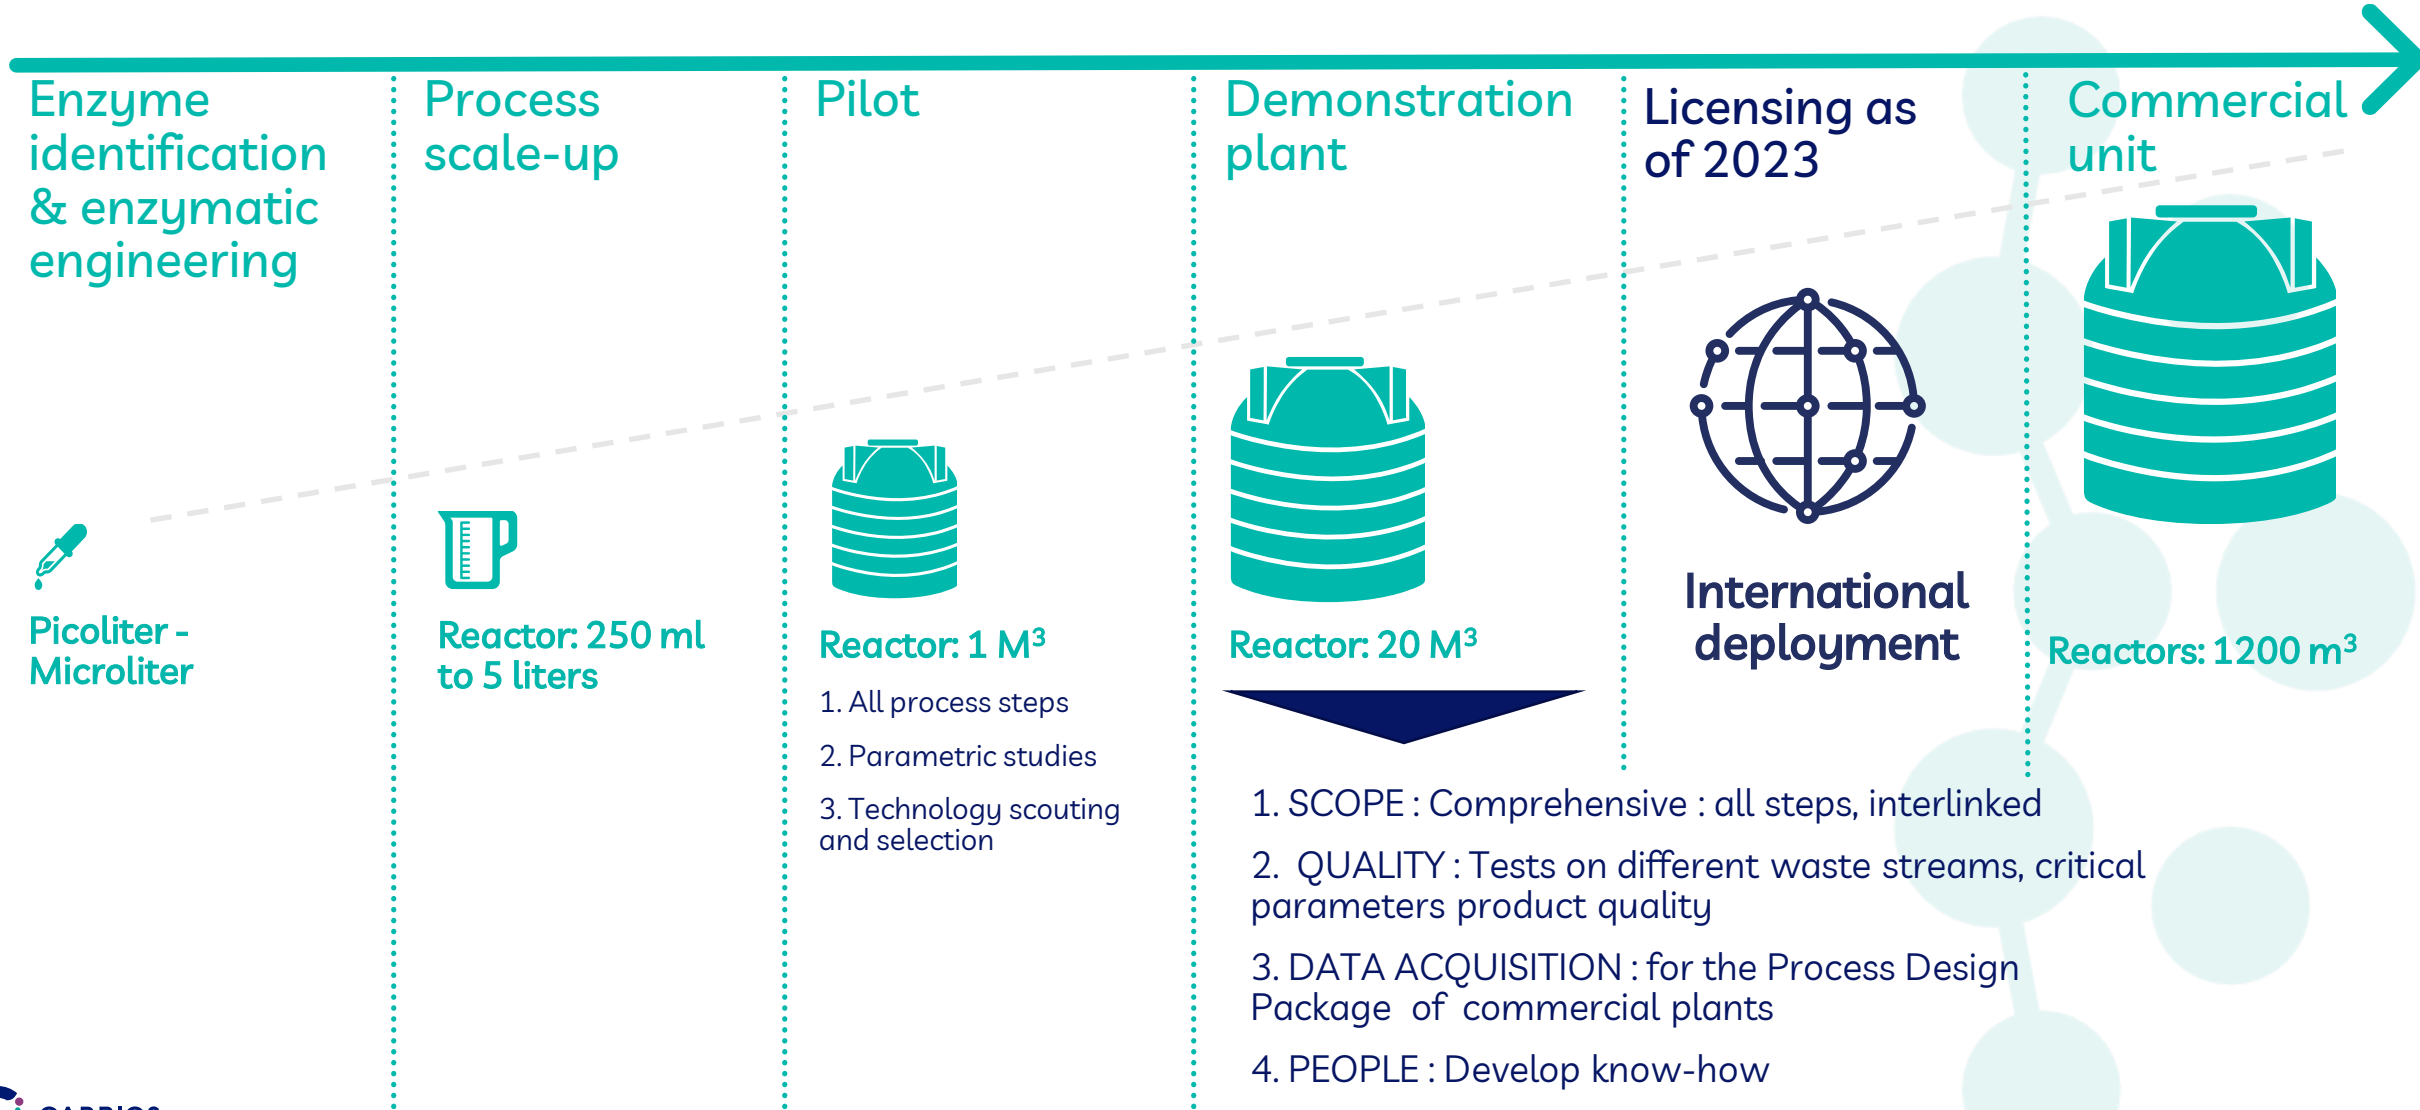 Enzyme
identification
& enzymatic
engineering
Picoliter -
Microliter
Process
scale-up
Reactor: 250 ml
to 5 liters
Pilot
Reactor: 1 M³
1. All process steps
2. Parametric studies
3. Technology scouting
and selection
Demonstration
plant
Reactor: 20 M³
1. SCOPE : Comprehensive : all steps, interlinked
2. QUALITY : Tests on different waste streams, critical
parameters product quality
3. DATA ACQUISITION : for the Process Design
Package of commercial plants
4. PEOPLE : Develop know-how
Licensing as
of 2023
International
deployment
Commercial
unit
Reactors: 1200 m³